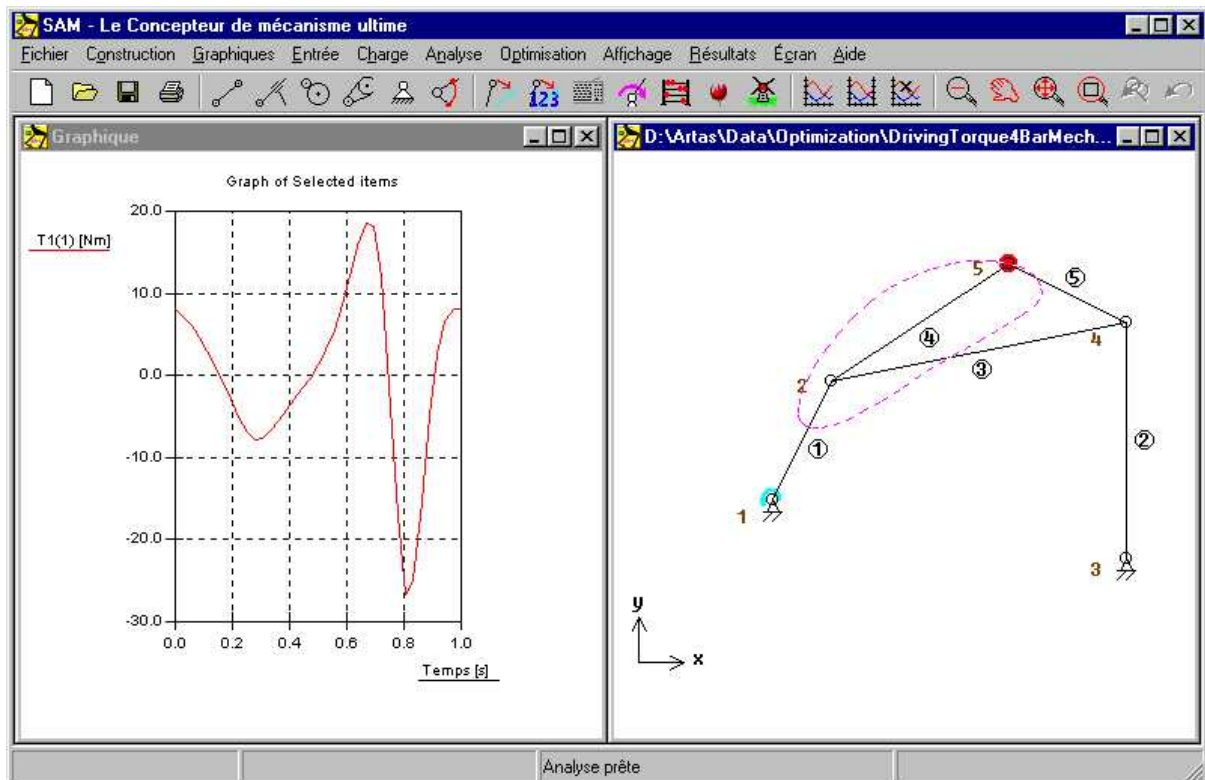 SAM - Le Concepteur de mécanisme ultime
Fichier Construction Graphiques Entrée Charge Analyse Optimisation Affichage Résultats Écran Aide
123
Graphique
Graph of Selected items
T1(1) [Nm]
20.0
10.0
0.0
-10.0
-20.0
-30.0
0.0 0.2 0.4 0.6 0.8 1.0
Temps [s]
D:\Artas\Data\Optimization\DrivingTorque4BarMech...
5
⑤
④
4
③
2
②
①
1
3
y
x
Analyse prête